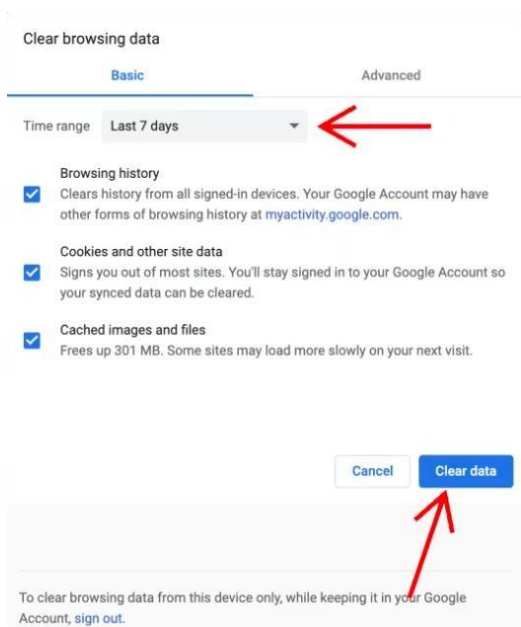 Clear browsing data
Basic Advanced
Time range Last 7 days
Browsing history
Clears history from all signed-in devices. Your Google Account may have
other forms of browsing history at myactivity.google.com.
Cookies and other site data
Signs you out of most sites. You'll stay signed in to your Google Account so
your synced data can be cleared.
Cached images and files
Frees up 301 MB. Some sites may load more slowly on your next visit.
Cancel Clear data
To clear browsing data from this device only, while keeping it in your Google
Account, sign out.